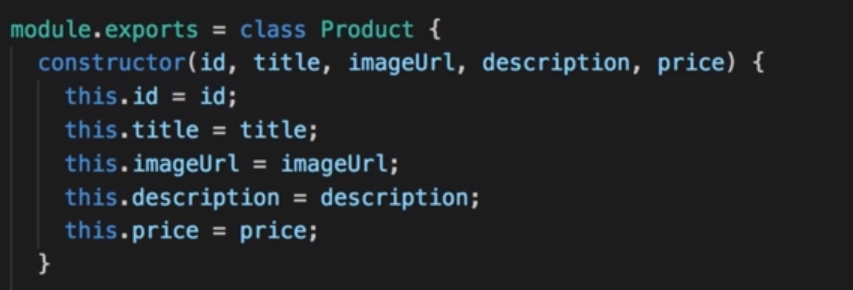 module.exports = class Product {
constructor(id, title, imageUrl, description, price) {
this.id = id;
this.title = title;
this.imageUrl = imageUrl;
this.description = description;
this.price = price;
}